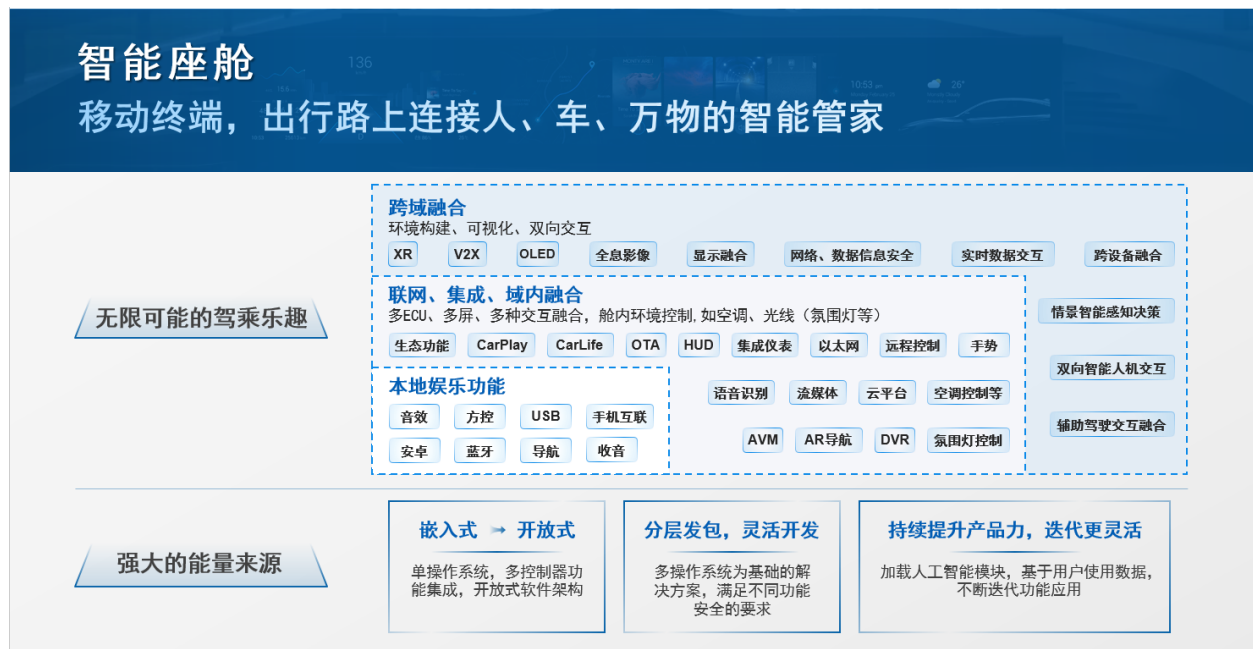 智能座舱
移动终端，出行路上连接人、车、万物的智能管家
136
10:53
26°
无限可能的驾乘乐趣
跨域融合
环境构建、可视化、双向交互
XR V2X OLED 全息影像 显示融合 网络、数据信息安全 实时数据交互 跨设备融合
联网、集成、域内融合
多ECU、多屏、多种交互融合，舱内环境控制, 如空调、光线（氛围灯等）
生态功能 CarPlay CarLife OTA HUD 集成仪表 以太网 远程控制 手势
情景智能感知决策
双向智能人机交互
辅助驾驶交互融合
本地娱乐功能
音效 方控 USB 手机互联
安卓 蓝牙 导航 收音
语音识别 流媒体 云平台 空调控制等
AVM AR导航 DVR 氛围灯控制
强大的能量来源
嵌入式 → 开放式
单操作系统，多控制器功
能集成，开放式软件架构
分层发包，灵活开发
多操作系统为基础的解
决方案，满足不同功能
安全的要求
持续提升产品力，迭代更灵活
加载人工智能模块，基于用户使用数据，
不断迭代功能应用